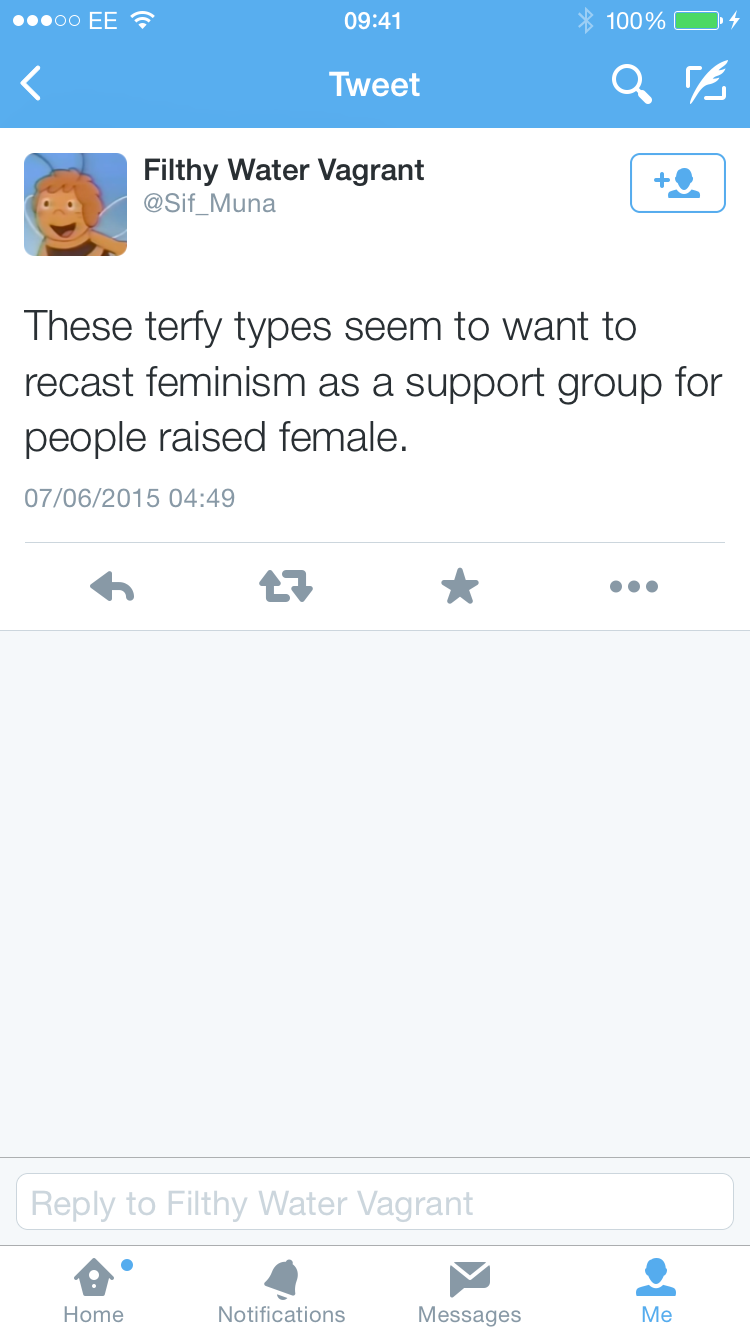 EE 09:41 100%
Tweet
Filthy Water Vagrant
@Sif_Muna
These terfy types seem to want to
recast feminism as a support group for
people raised female.
07/06/2015 04:49
Reply to Filthy Water Vagrant
Home Notifications Messages Me